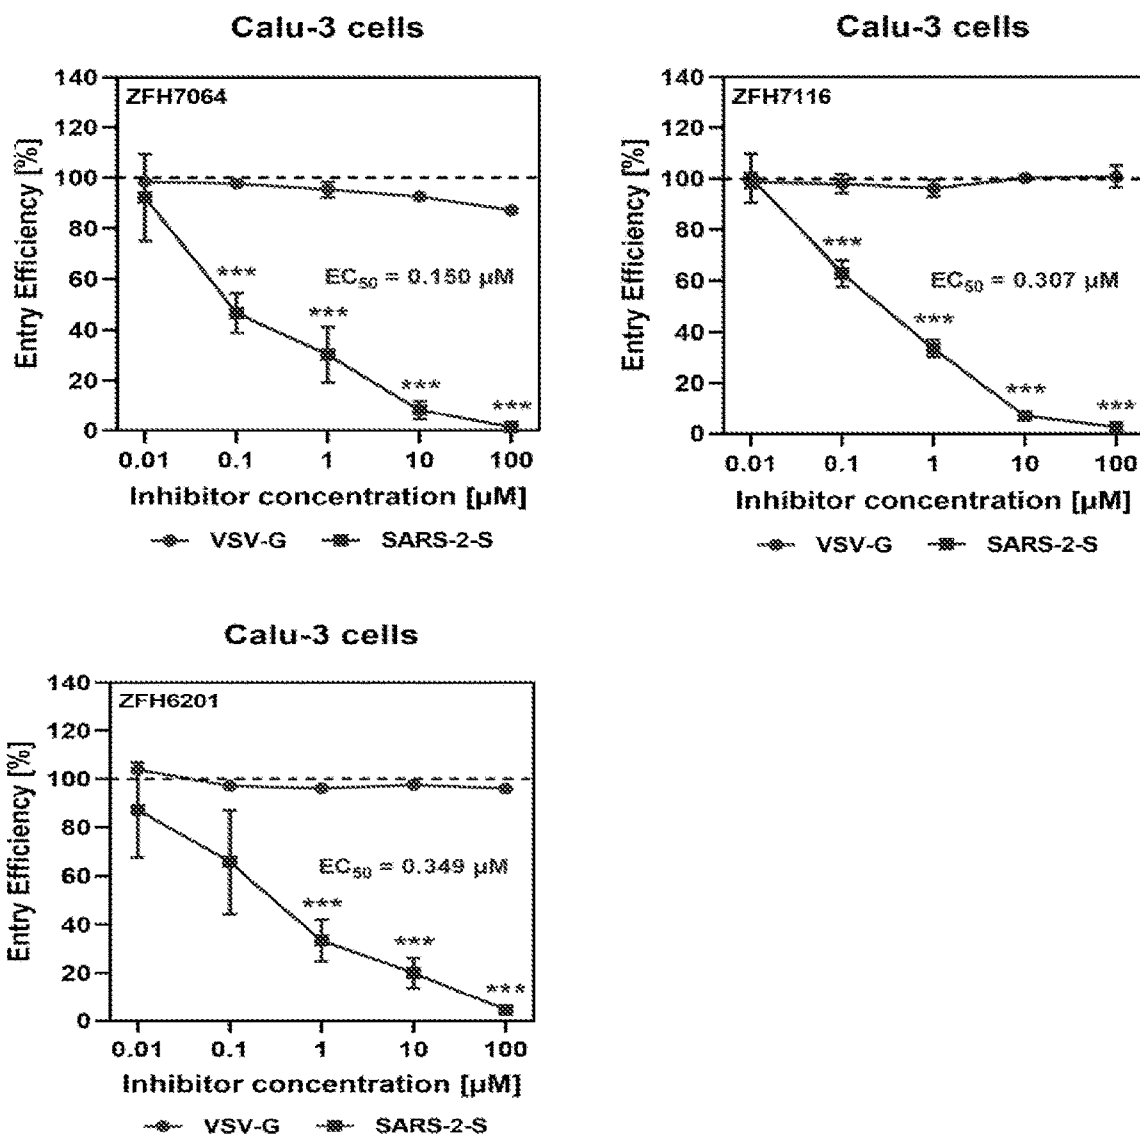 Calu-3 cells
ZFH7064
Entry Efficiency [%]
140
120
100
80
60
40
20
0
***
***
***
***
EC50 = 0.150 µM
0.01 0.1 1 10 100
Inhibitor concentration [µM]
VSV-G SARS-2-S
Calu-3 cells
ZFH7116
Entry Efficiency [%]
140
120
100
80
60
40
20
0
***
***
***
***
EC50 = 0.307 µM
0.01 0.1 1 10 100
Inhibitor concentration [µM]
VSV-G SARS-2-S
Calu-3 cells
ZFH6201
Entry Efficiency [%]
140
120
100
80
60
40
20
0
EC50 = 0.349 µM
***
***
***
0.01 0.1 1 10 100
Inhibitor concentration [µM]
VSV-G SARS-2-S